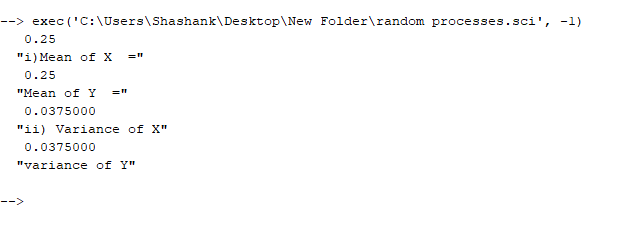 --> exec('C:\Users\Shashank\Desktop\New Folder\random processes.sci', -1)
0.25
"i)Mean of X  ="
0.25
"Mean of Y  ="
0.0375000
"ii) Variance of X"
0.0375000
"variance of Y"
-->